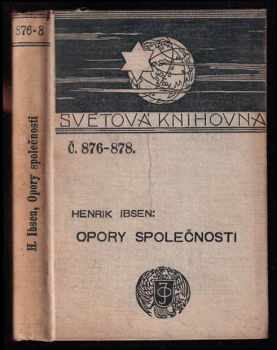 876-8
H. Ibsen, Opory společnosti
SVĚTOVÁ KNIHOVNA
Č. 876-878.
HENRIK IBSEN:
OPORY SPOLEČNOSTI